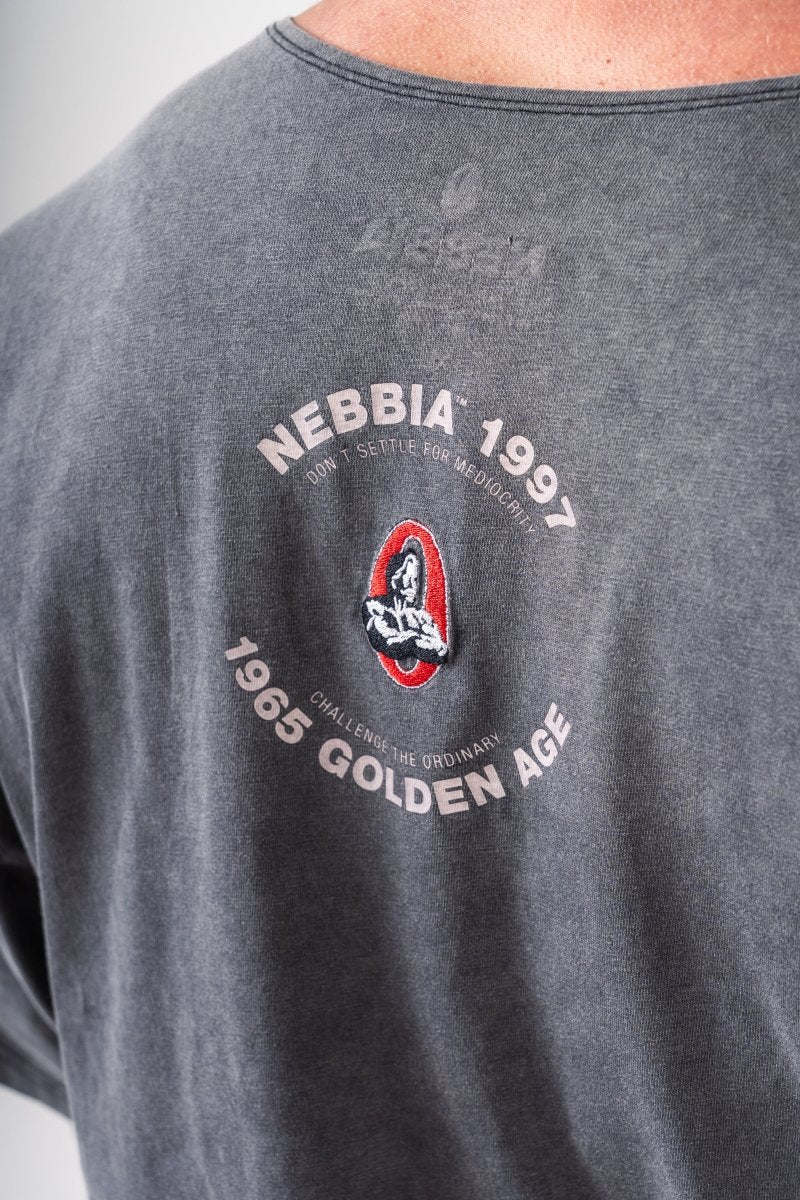 NEBBIA™ 1997
DON'T SETTLE FOR MEDIOCRITY
CHALLENGE THE ORDINARY
1965 GOLDEN AGE